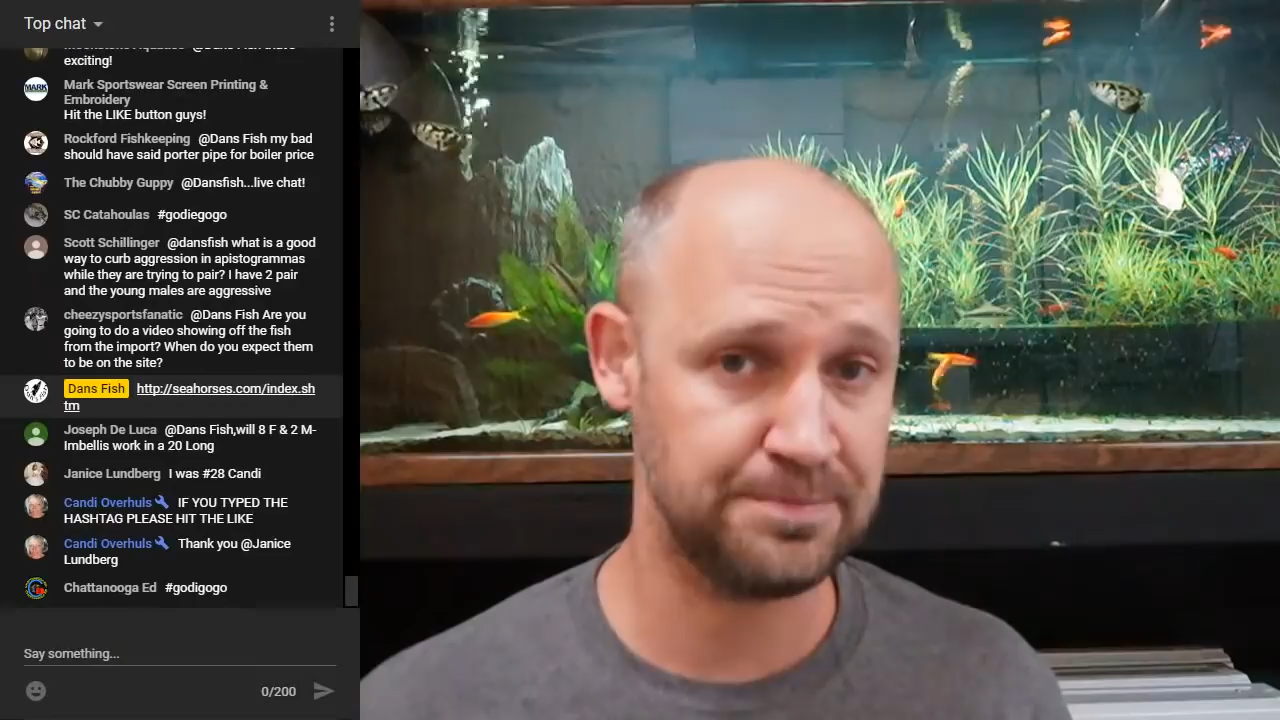 Top chat
exciting!
MARK
Mark Sportswear Screen Printing &
Embroidery
Hit the LIKE button guys!
Rockford Fishkeeping @Dans Fish my bad
should have said porter pipe for boiler price
The Chubby Guppy @Dansfish...live chat!
SC Catahoulas #godiegogo
Scott Schillinger @dansfish what is a good
way to curb aggression in apistogrammas
while they are trying to pair? I have 2 pair
and the young males are aggressive
cheezysportsfanatic @Dans Fish Are you
going to do a video showing off the fish
from the import? When do you expect them
to be on the site?
Dans Fish http://seahorses.com/index.sh
tm
Joseph De Luca @Dans Fish,will 8 F & 2 M-
Imbellis work in a 20 Long
Janice Lundberg I was #28 Candi
Candi Overhuls IF YOU TYPED THE
HASHTAG PLEASE HIT THE LIKE
Candi Overhuls Thank you @Janice
Lundberg
Chattanooga Ed #godigogo
Say something...
0/200